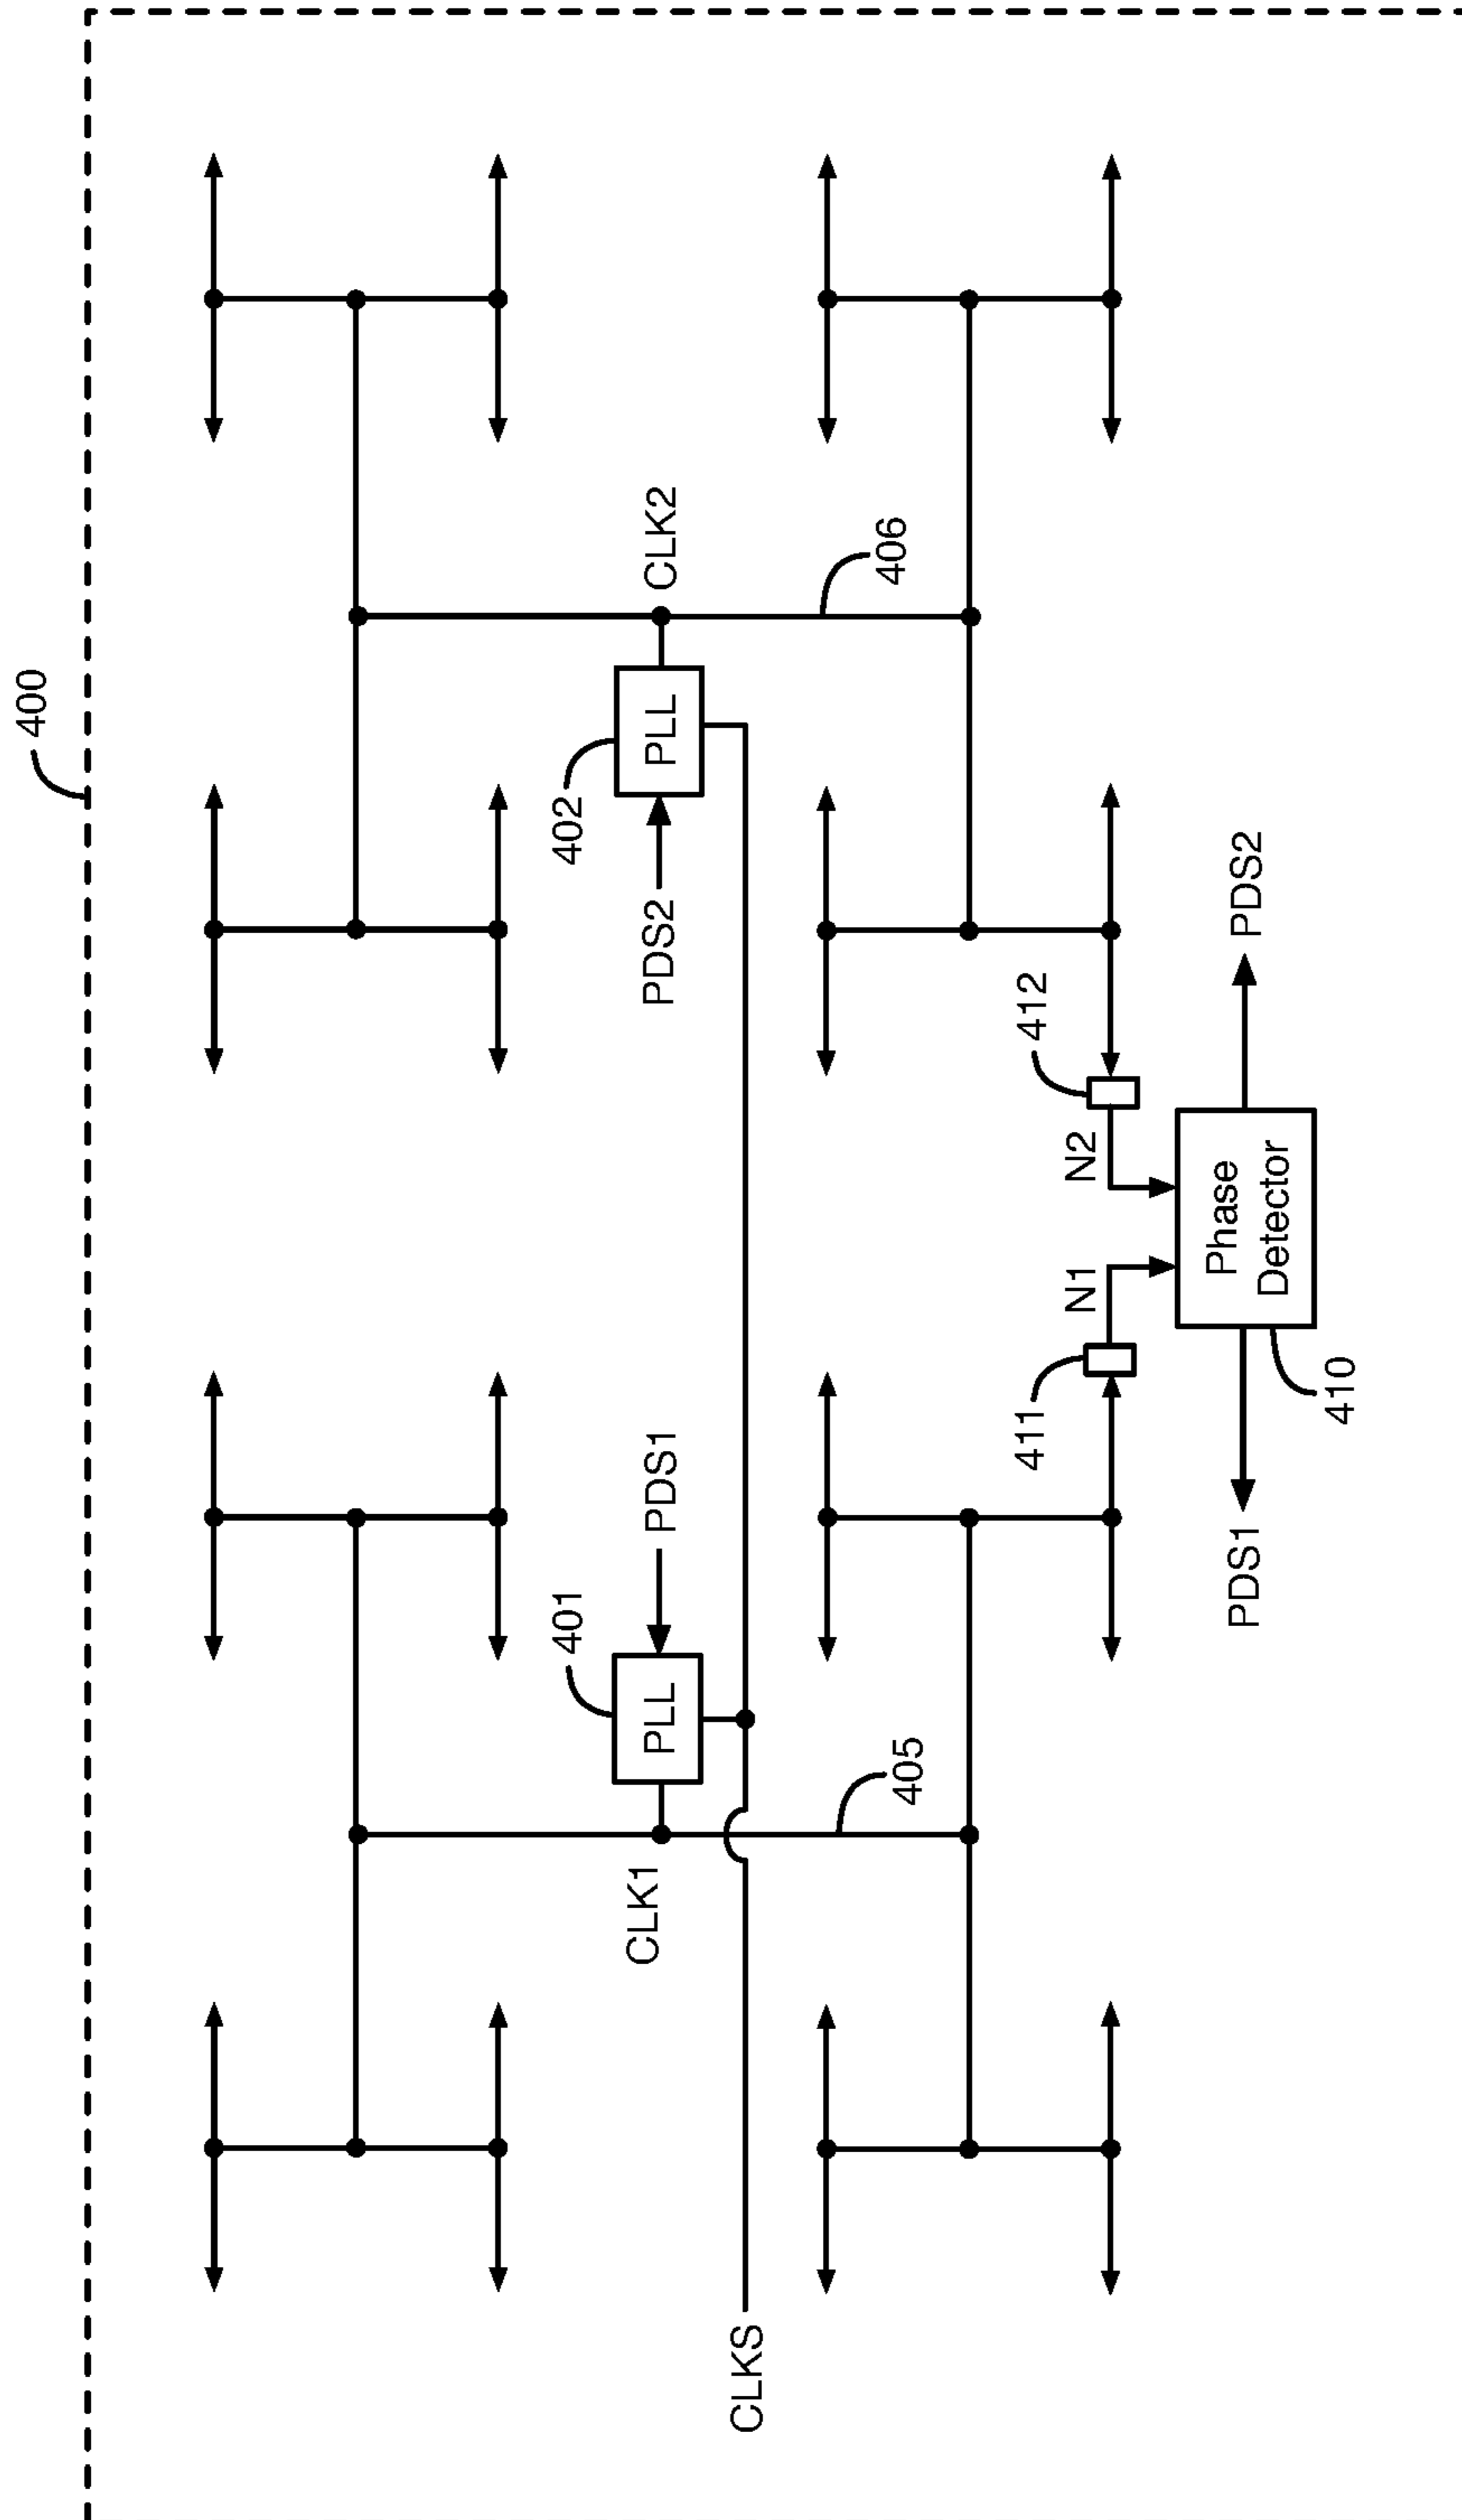 400
402
PLL
CLK2
PDS2
406
401
PLL
CLK1
PDS1
405
CLKS
411
412
N1
N2
Phase
Detector
PDS1
PDS2
410